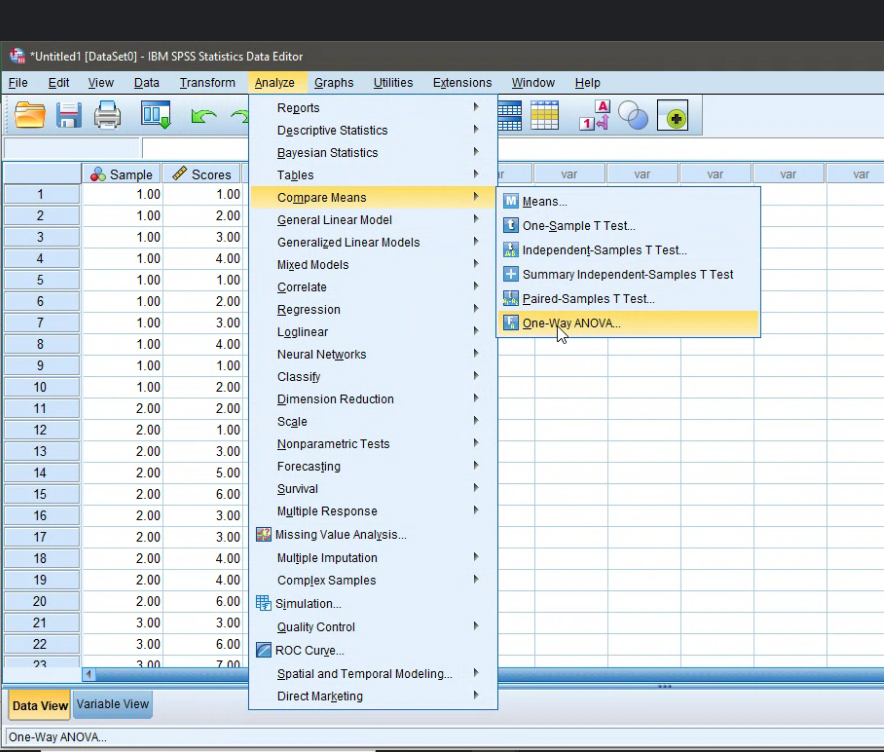 *Untitled1 [DataSet0] - IBM SPSS Statistics Data Editor
File Edit View Data Transform Analyze Graphs Utilities Extensions Window Help
A
1
Sample Scores var var var var var
Reports
Descriptive Statistics
Bayesian Statistics
Tables
Compare Means
General Linear Model
Generalized Linear Models
Mixed Models
Correlate
Regression
Loglinear
Neural Networks
Classify
Dimension Reduction
Scale
Nonparametric Tests
Forecasting
Survival
Multiple Response
Missing Value Analysis...
Multiple Imputation
Complex Samples
Simulation...
Quality Control
ROC Curve...
Spatial and Temporal Modeling...
Direct Marketing
M Means...
t One-Sample T Test...
Independent-Samples T Test...
Summary Independent-Samples T Test
Paired-Samples T Test...
One-Way ANOVA...
1 1.00 1.00
2 1.00 2.00
3 1.00 3.00
4 1.00 4.00
5 1.00 1.00
6 1.00 2.00
7 1.00 3.00
8 1.00 4.00
9 1.00 1.00
10 1.00 2.00
11 2.00 2.00
12 2.00 1.00
13 2.00 3.00
14 2.00 5.00
15 2.00 6.00
16 2.00 3.00
17 2.00 3.00
18 2.00 4.00
19 2.00 4.00
20 2.00 6.00
21 3.00 3.00
22 3.00 6.00
23 3.00 7.00
Data View Variable View
One-Way ANOVA...